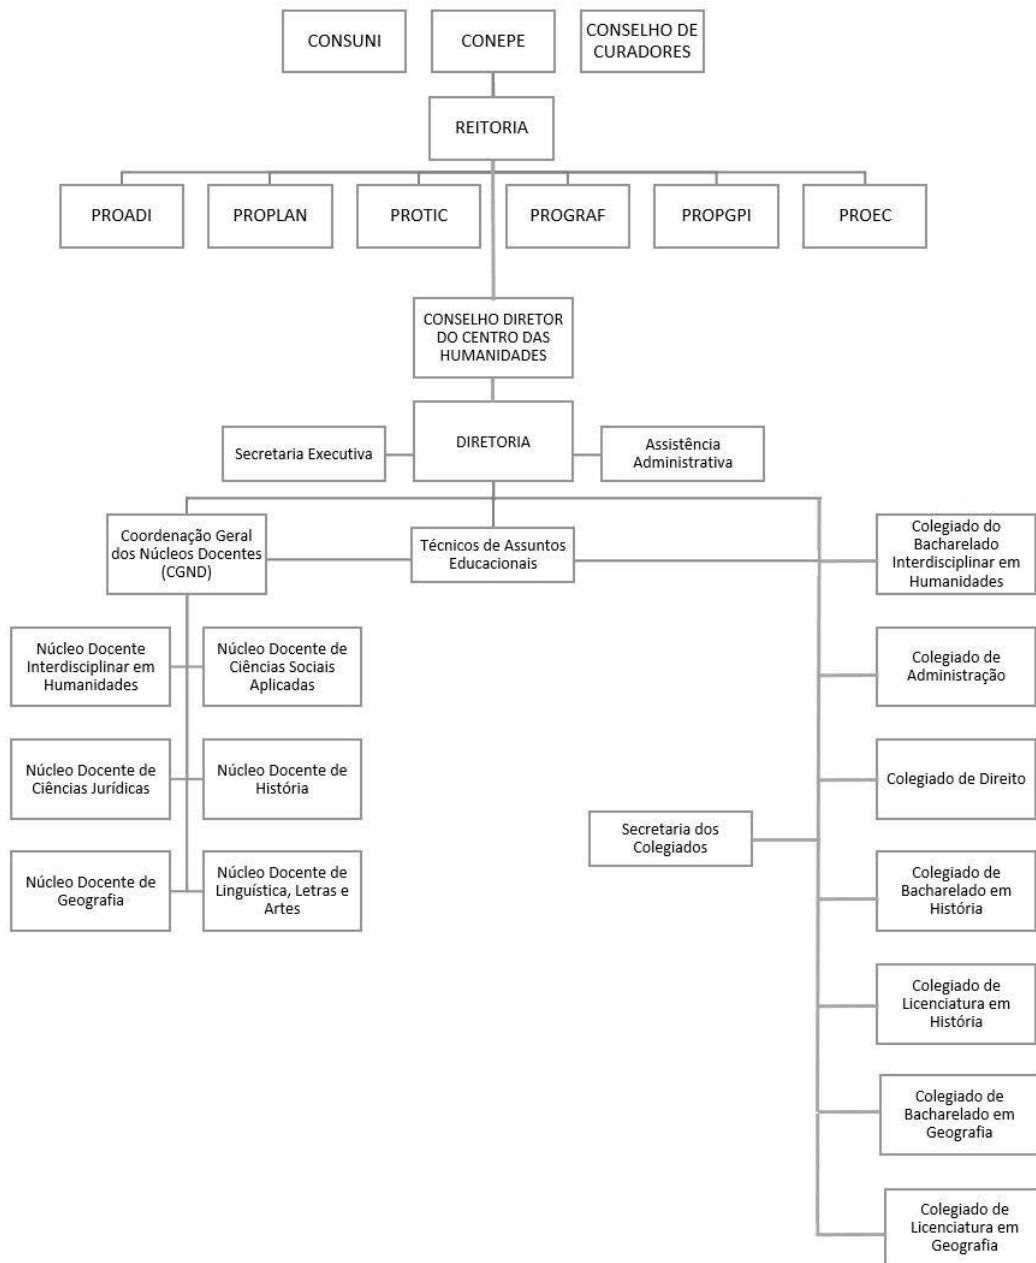 CONSUNI
CONEPE
CONSELHO DE
CURADORES
REITORIA
PROADI
PROPLAN
PROTIC
PROGRAF
PROPGPI
PROEC
CONSELHO DIRETOR
DO CENTRO DAS
HUMANIDADES
DIRETORIA
Secretaria Executiva
Assistência
Administrativa
Coordenação Geral
dos Núcleos Docentes
(CGND)
Técnicos de Assuntos
Educacionais
Colegiado do
Bacharelado
Interdisciplinar em
Humanidades
Núcleo Docente
Interdisciplinar em
Humanidades
Núcleo Docente de
Ciências Sociais
Aplicadas
Colegiado de
Administração
Núcleo Docente de
Ciências Jurídicas
Núcleo Docente de
História
Colegiado de Direito
Secretaria dos
Colegiados
Núcleo Docente de
Geografia
Núcleo Docente de
Linguística, Letras e
Artes
Colegiado de
Bacharelado em
História
Colegiado de
Licenciatura em
História
Colegiado de
Bacharelado em
Geografia
Colegiado de
Licenciatura em
Geografia